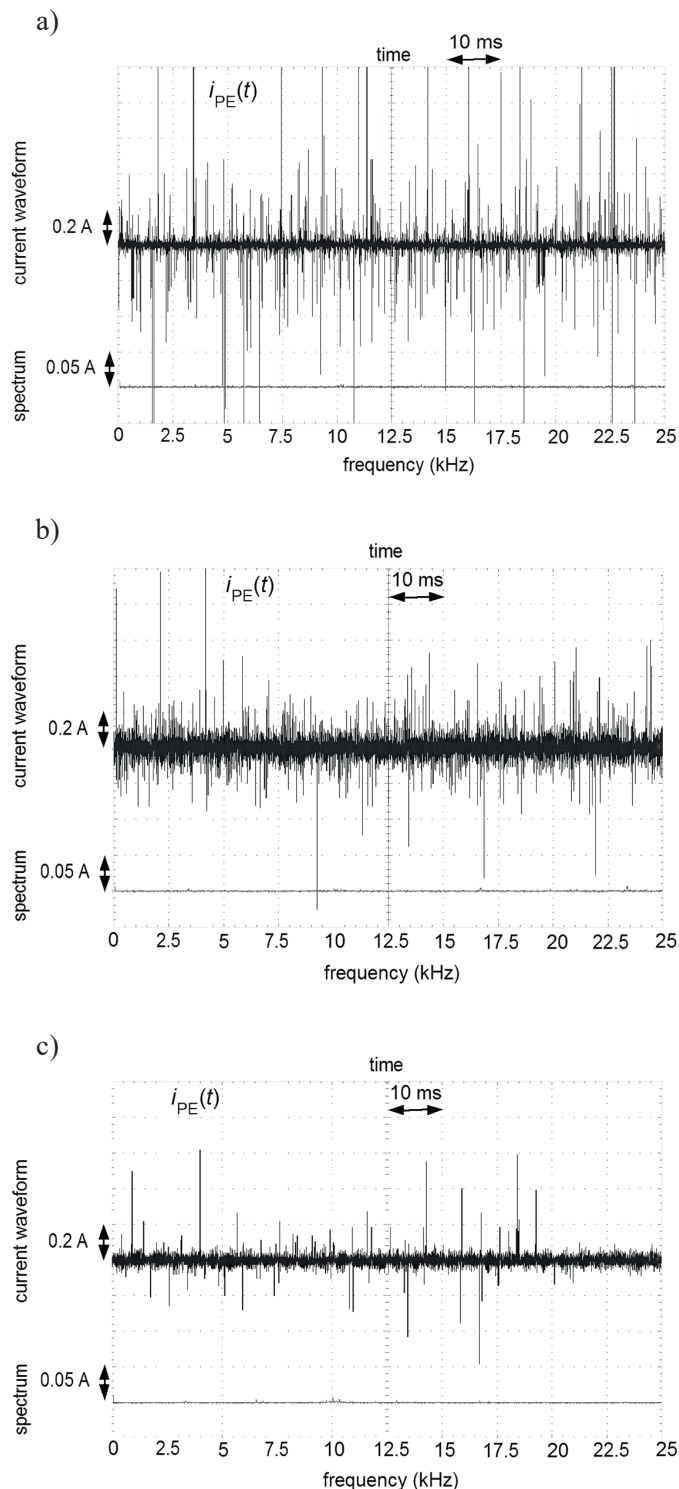 a)
time
10 ms
iPE(t)
current waveform
0.2 A
spectrum
0.05 A
0 2.5 5 7.5 10 12.5 15 17.5 20 22.5 25
frequency (kHz)
b)
time
10 ms
iPE(t)
current waveform
0.2 A
spectrum
0.05 A
0 2.5 5 7.5 10 12.5 15 17.5 20 22.5 25
frequency (kHz)
c)
time
10 ms
iPE(t)
current waveform
0.2 A
spectrum
0.05 A
0 2.5 5 7.5 10 12.5 15 17.5 20 22.5 25
frequency (kHz)